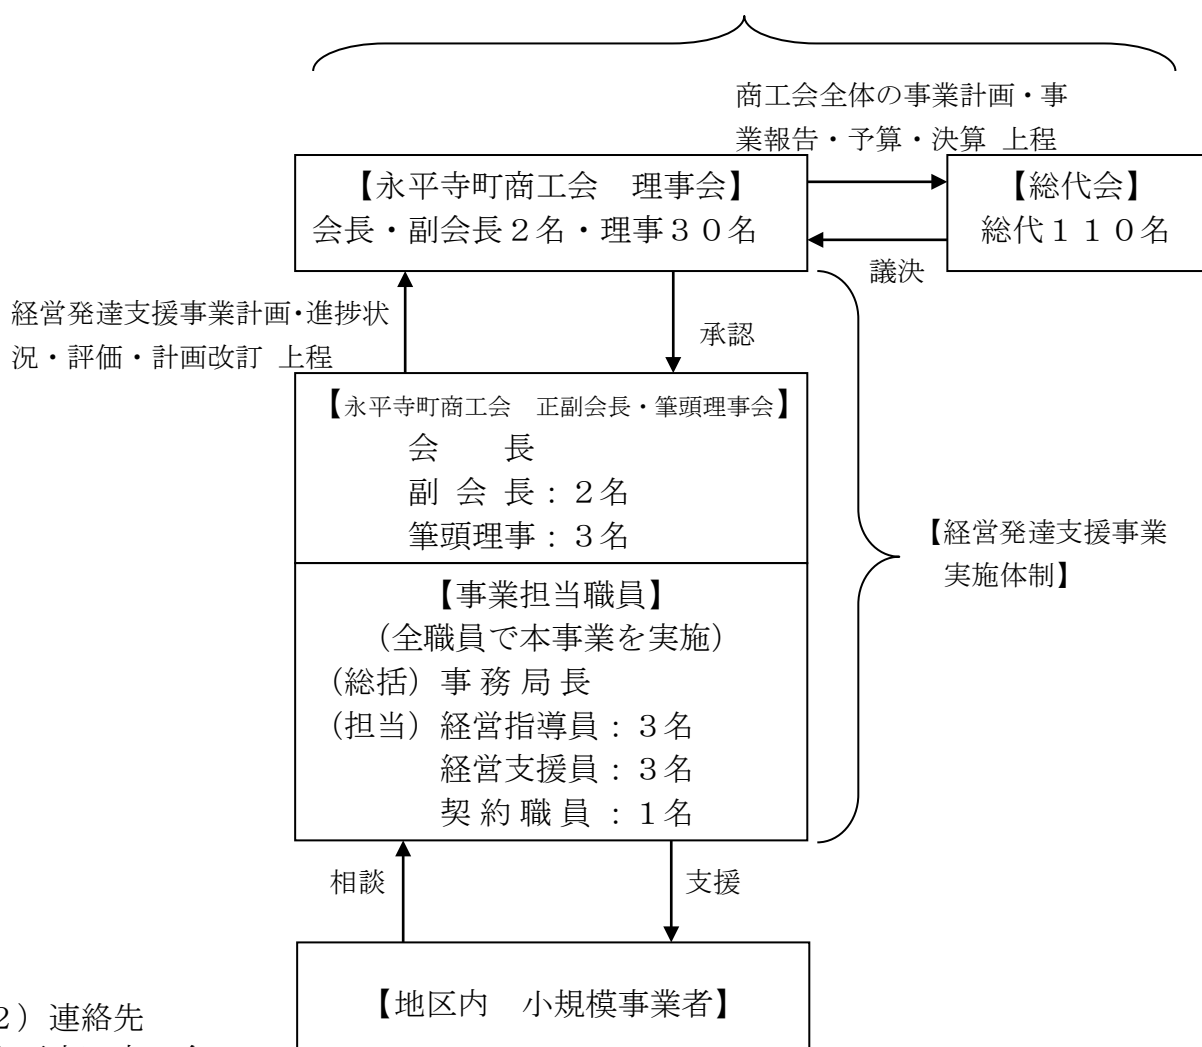 商工会全体の事業計画・事
業報告・予算・決算 上程
【永平寺町商工会　理事会】
会長・副会長２名・理事３０名
【総代会】
総代１１０名
議決
経営発達支援事業計画・進捗状
況・評価・計画改訂 上程
承認
【永平寺町商工会　正副会長・筆頭理事会】
会　　長
副 会 長：２名
筆頭理事：３名
【経営発達支援事業
実施体制】
【事業担当職員】
（全職員で本事業を実施）
（総括）事 務 局 長
（担当）経営指導員：３名
経営支援員：３名
契 約 職 員 ：１名
相談
支援
【地区内　小規模事業者】
２）連絡先